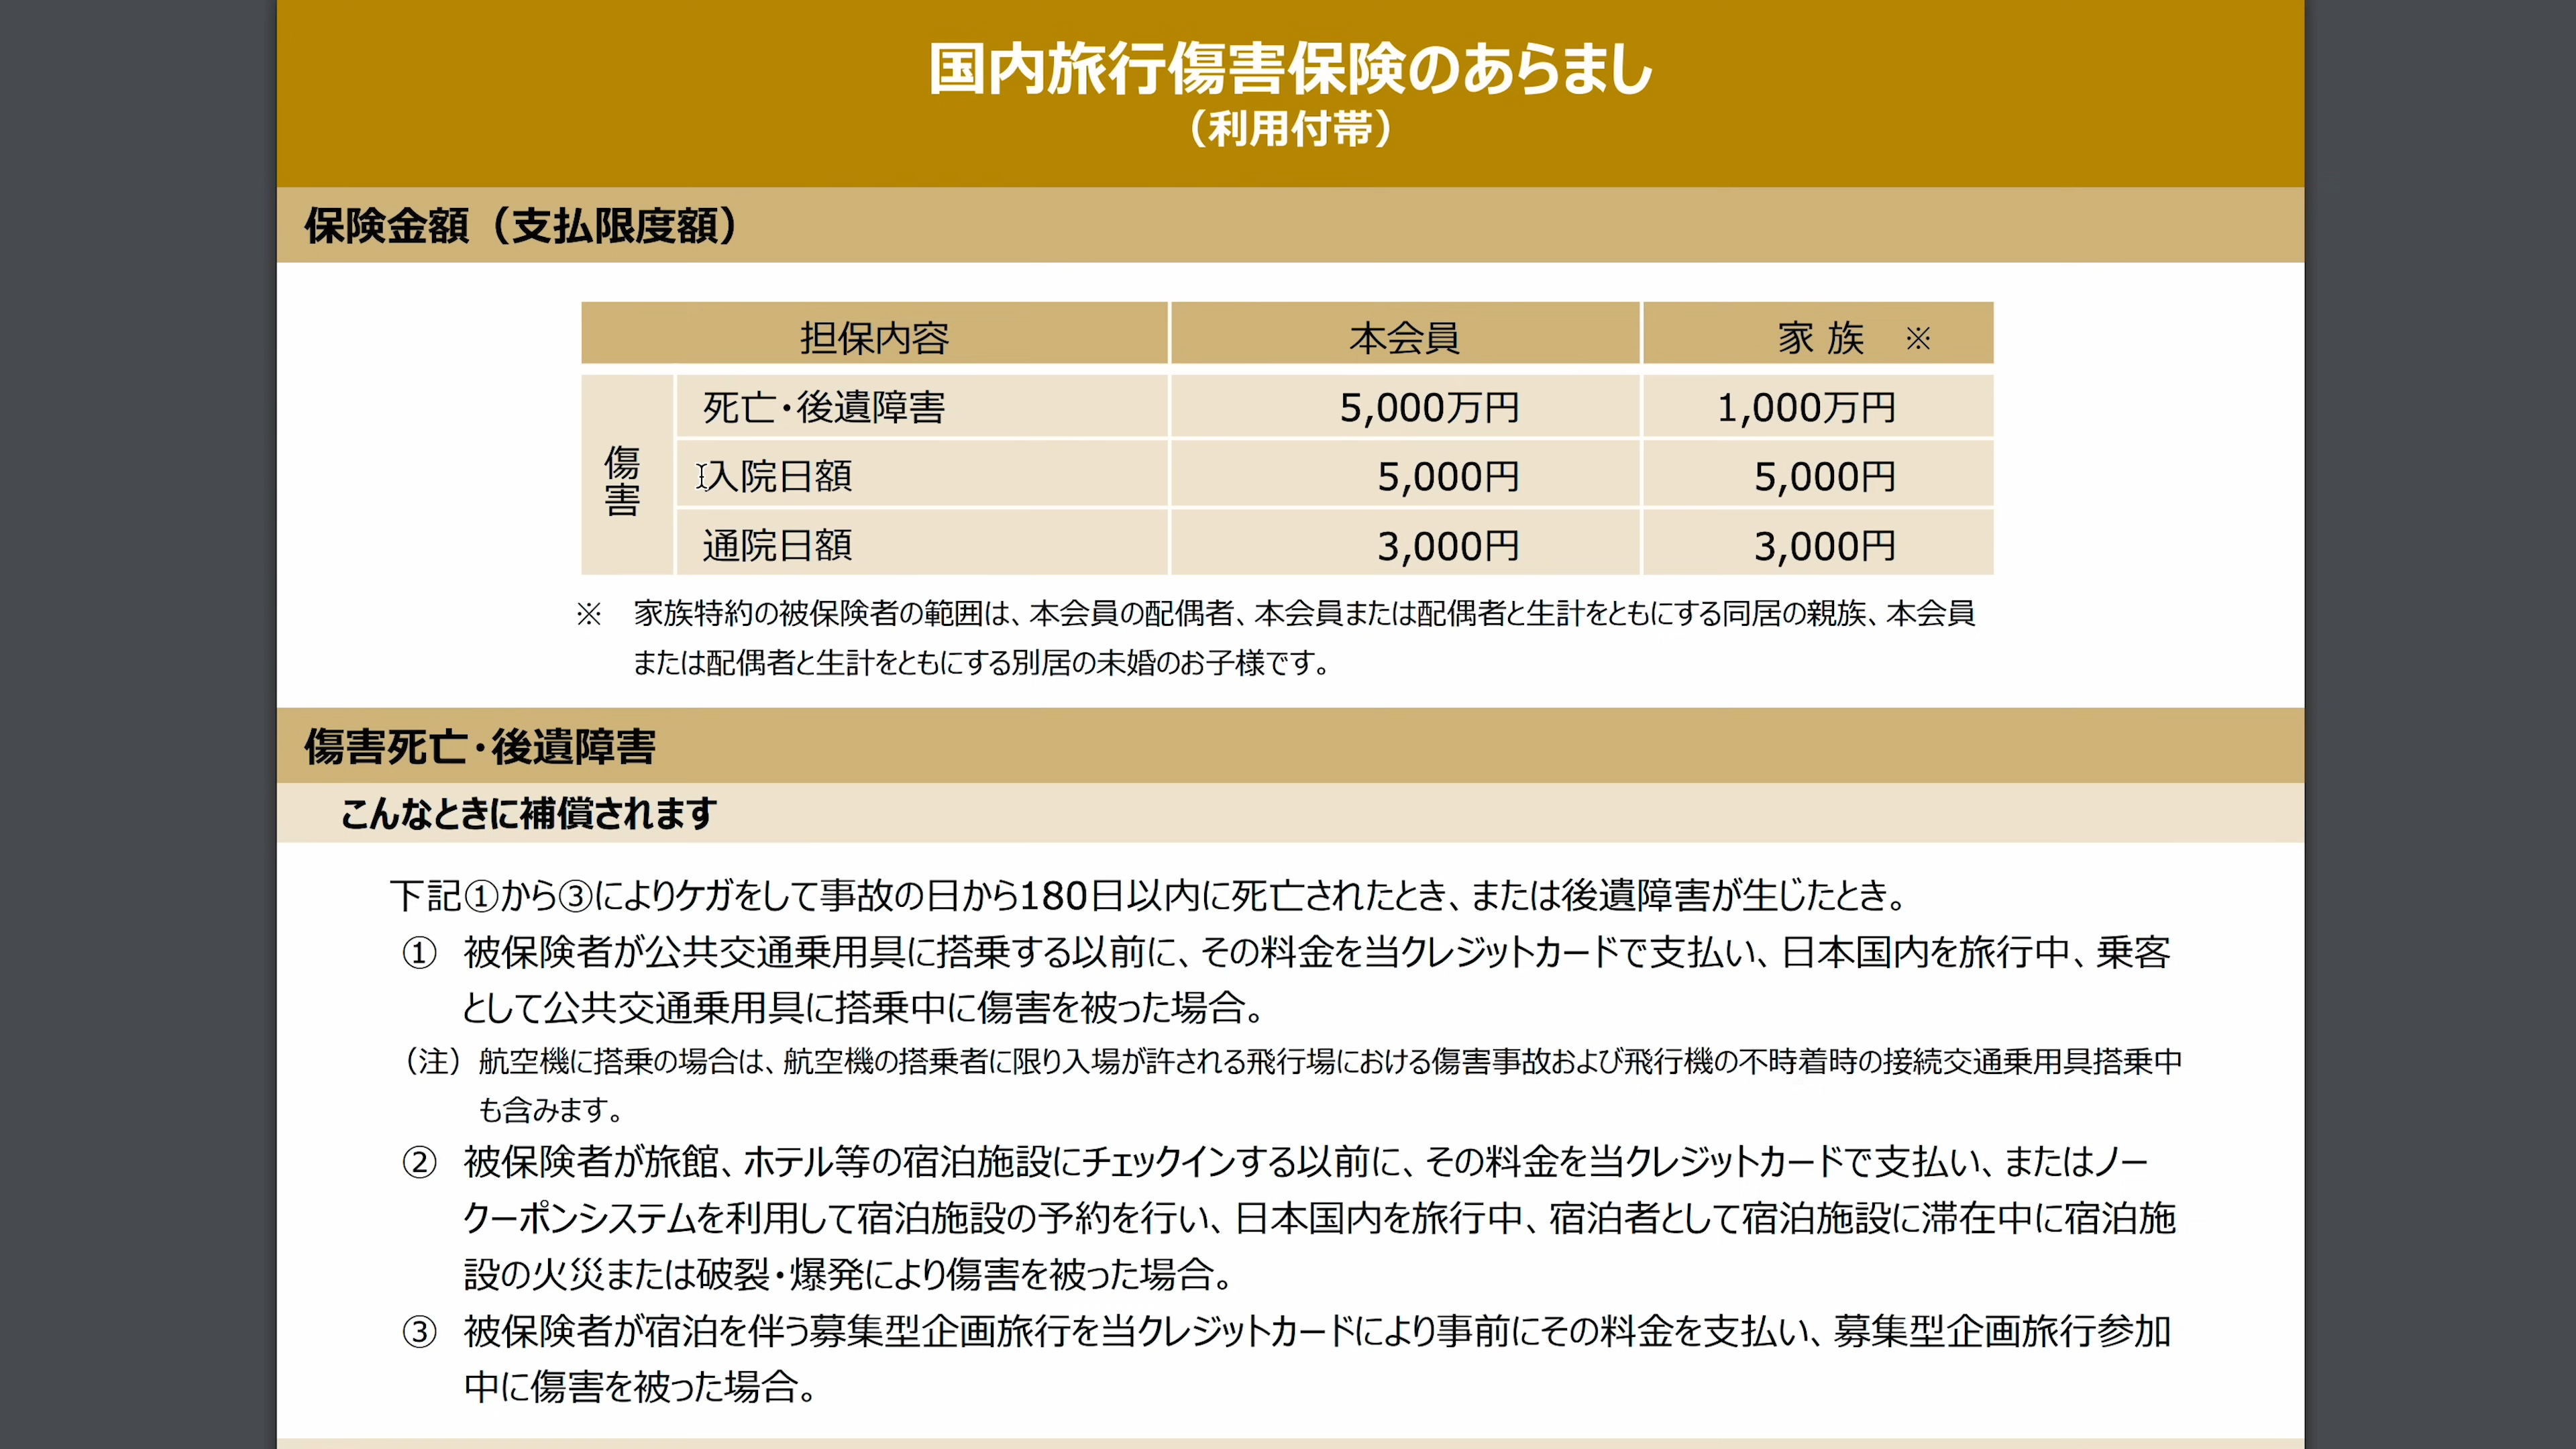 国内旅行傷害保険のあらまし
（利用付帯）
保険金額（支払限度額）
担保内容 本会員 家族 ※
傷害 死亡・後遺障害 5,000万円 1,000万円
入院日額 5,000円 5,000円
通院日額 3,000円 3,000円
※ 家族特約の被保険者の範囲は、本会員の配偶者、本会員または配偶者と生計をともにする同居の親族、本会員
または配偶者と生計をともにする別居の未婚のお子様です。
傷害死亡・後遺障害
こんなときに補償されます
下記①から③によりケガをして事故の日から180日以内に死亡されたとき、または後遺障害が生じたとき。
① 被保険者が公共交通乗用具に搭乗する以前に、その料金を当クレジットカードで支払い、日本国内を旅行中、乗客
として公共交通乗用具に搭乗中に傷害を被った場合。
（注）航空機に搭乗の場合は、航空機の搭乗者に限り入場が許される飛行場における傷害事故および飛行機の不時着時の接続交通乗用具搭乗中
も含みます。
② 被保険者が旅館、ホテル等の宿泊施設にチェックインする以前に、その料金を当クレジットカードで支払い、またはノー
クーポンシステムを利用して宿泊施設の予約を行い、日本国内を旅行中、宿泊者として宿泊施設に滞在中に宿泊施
設の火災または破裂・爆発により傷害を被った場合。
③ 被保険者が宿泊を伴う募集型企画旅行を当クレジットカードにより事前にその料金を支払い、募集型企画旅行参加
中に傷害を被った場合。